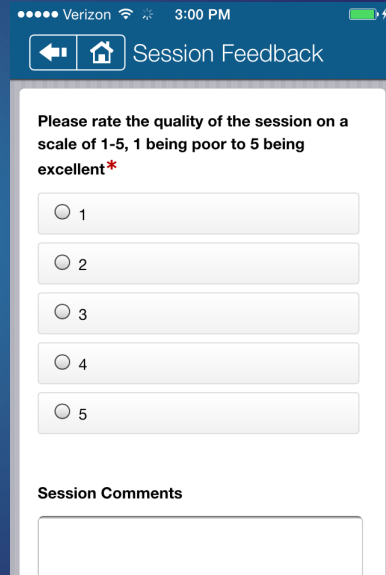 Verizon 3:00 PM
Session Feedback
Please rate the quality of the session on a
scale of 1-5, 1 being poor to 5 being
excellent*
1
2
3
4
5
Session Comments